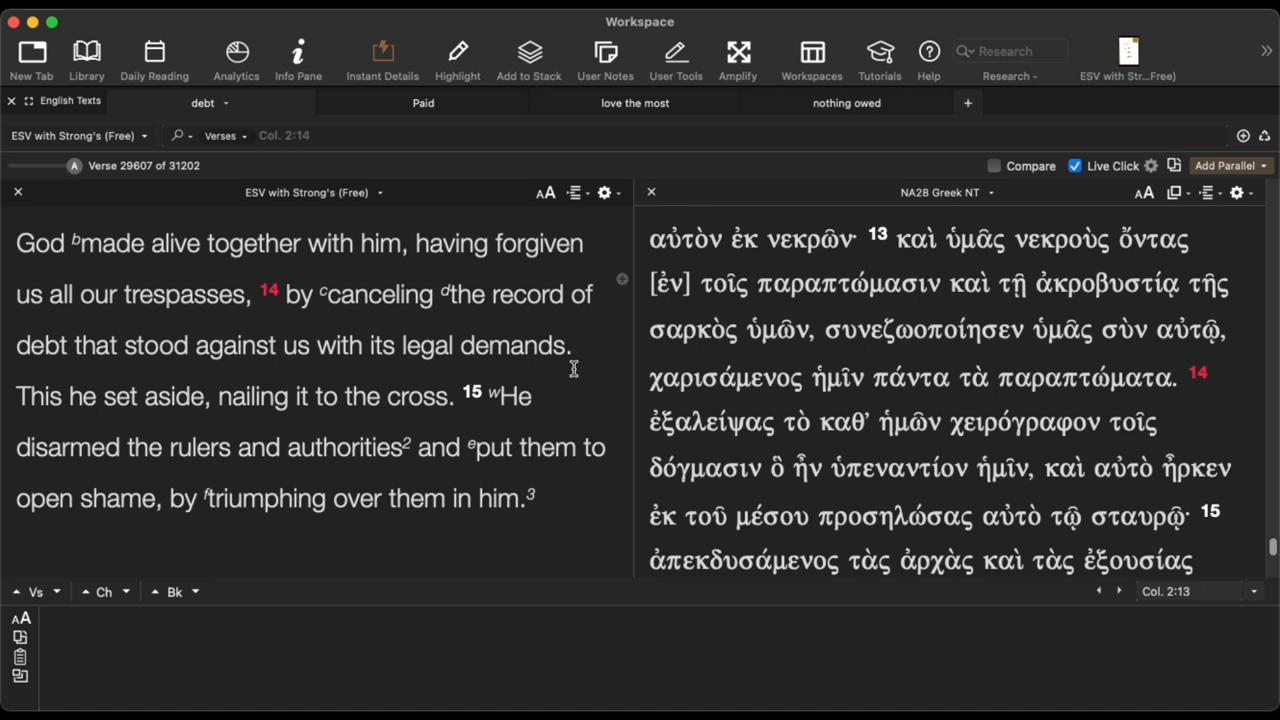 Workspace
New Tab Library Daily Reading Analytics Info Pane Instant Details Highlight Add to Stack User Notes User Tools Amplify Workspaces Tutorials Help Research Research ESV with Str...Free)
English Texts debt Paid love the most nothing owed
ESV with Strong's (Free) Verses Col. 2:14
A Verse 29607 of 31202 Compare Live Click Add Parallel
ESV with Strong's (Free)
God bmade alive together with him, having forgiven
us all our trespasses, 14 by ccanceling dthe record of
debt that stood against us with its legal demands.
This he set aside, nailing it to the cross. 15 wHe
disarmed the rulers and authorities2 and eput them to
open shame, by ftriumphing over them in him.3
NA28 Greek NT
αὐτὸν ἐκ νεκρῶν· 13 καὶ ὑμᾶς νεκροὺς ὄντας
[ἐν] τοῖς παραπτώμασιν καὶ τῇ ἀκροβυστίᾳ τῆς
σαρκὸς ὑμῶν, συνεζωοποίησεν ὑμᾶς σὺν αὐτῷ,
χαρισάμενος ἡμῖν πάντα τὰ παραπτώματα. 14
ἐξαλείψας τὸ καθ’ ἡμῶν χειρόγραφον τοῖς
δόγμασιν ὃ ἦν ὑπεναντίον ἡμῖν, καὶ αὐτὸ ἦρκεν
ἐκ τοῦ μέσου προσηλώσας αὐτὸ τῷ σταυρῷ· 15
ἀπεκδυσάμενος τὰς ἀρχὰς καὶ τὰς ἐξουσίας
Vs Ch Bk Col. 2:13